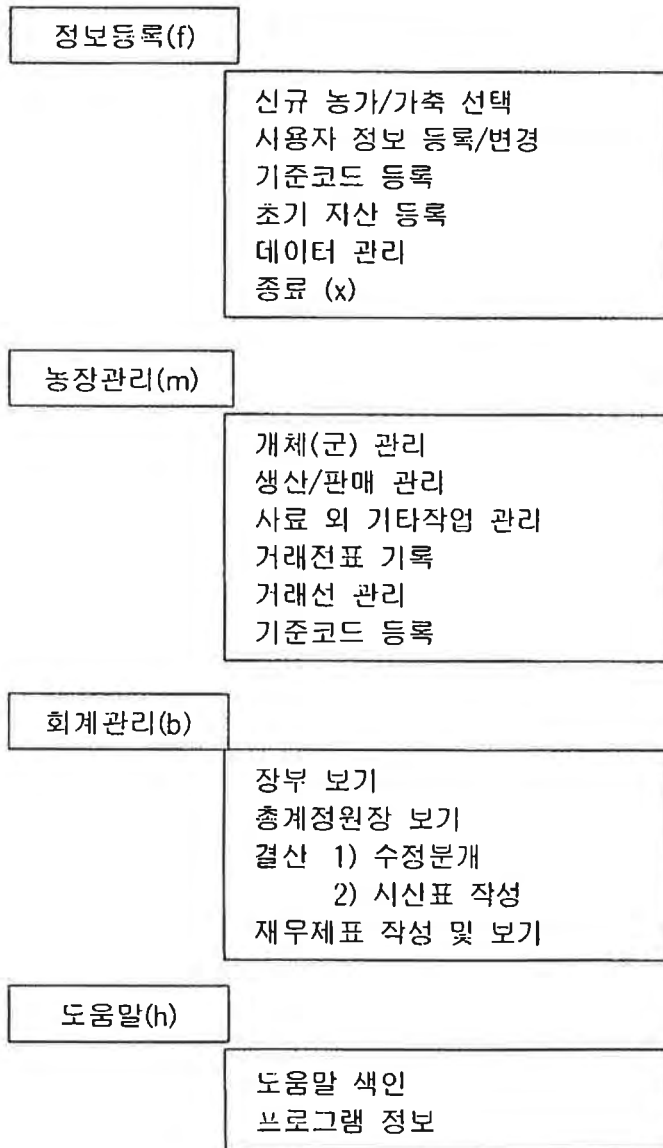 정보등록(f)
신규 농가/가축 선택
사용자 정보 등록/변경
기준코드 등록
초기 자산 등록
데이터 관리
종료 (x)
농장관리(m)
개체(군) 관리
생산/판매 관리
사료 외 기타작업 관리
거래전표 기록
거래선 관리
기준코드 등록
회계관리(b)
장부 보기
총계정원장 보기
결산 1) 수정분개
2) 시산표 작성
재무제표 작성 및 보기
도움말(h)
도움말 색인
프로그램 정보